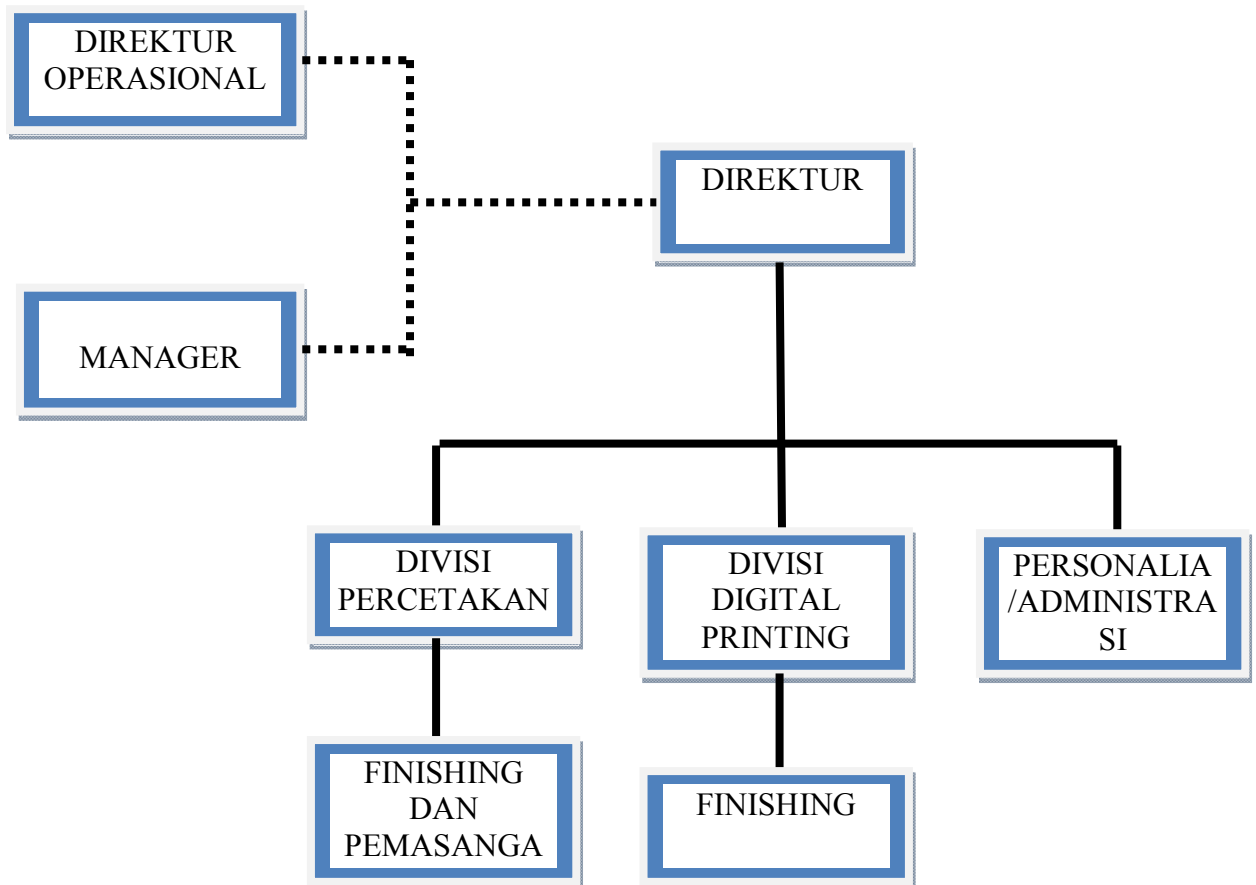 DIREKTUR
OPERASIONAL
DIREKTUR
MANAGER
DIVISI
PERCETAKAN
DIVISI
DIGITAL
PRINTING
PERSONALIA
/ADMINISTRA
SI
FINISHING
DAN
PEMASANGA
FINISHING